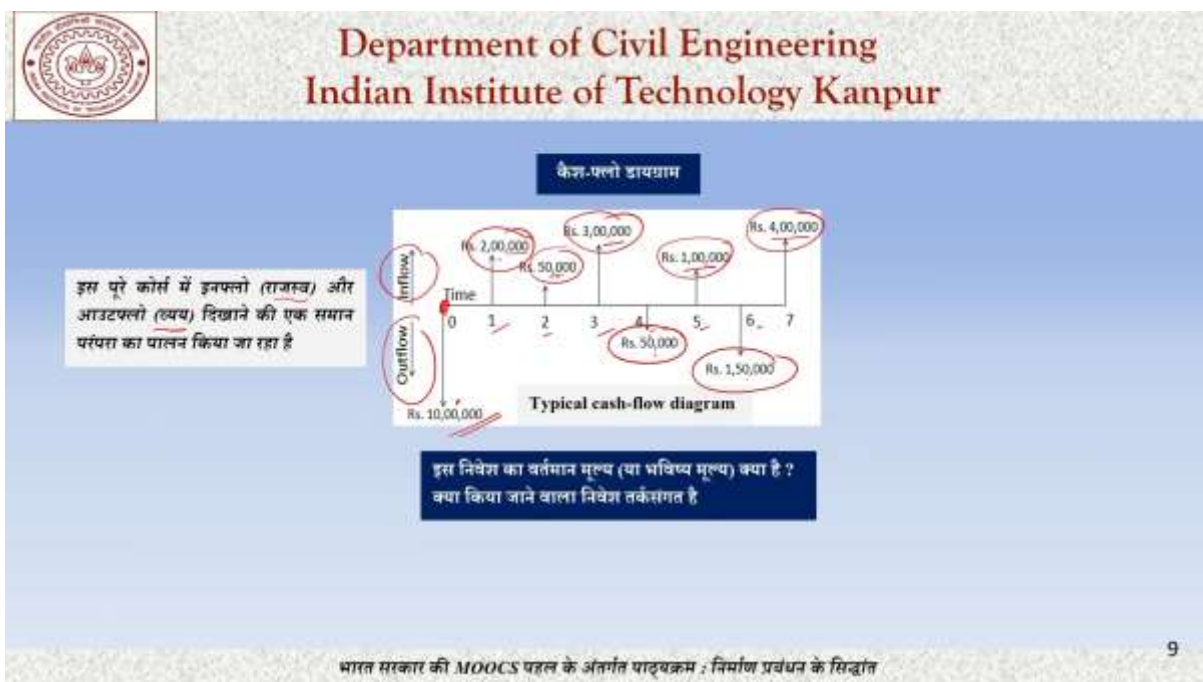 Department of Civil Engineering
Indian Institute of Technology Kanpur
कैश-फ्लो डायग्राम
इस पूरे कोर्स में इनफ्लो (राजस्व) और
आउटफ्लो (व्यय) दिखाने की एक समान
परंपरा का पालन किया जा रहा है
Inflow
Outflow
Time
Rs. 2,00,000
Rs. 50,000
Rs. 3,00,000
Rs. 1,00,000
Rs. 4,00,000
0 1 2 3 4 5 6 7
Rs. 50,000
Rs. 1,50,000
Rs. 10,00,000
Typical cash-flow diagram
इस निवेश का वर्तमान मूल्य (या भविष्य मूल्य) क्या है ?
क्या किया जाने वाला निवेश तर्कसंगत है
9
भारत सरकार की MOOCS पहल के अंतर्गत पाठ्यक्रम : निर्माण प्रबंधन के सिद्धांत